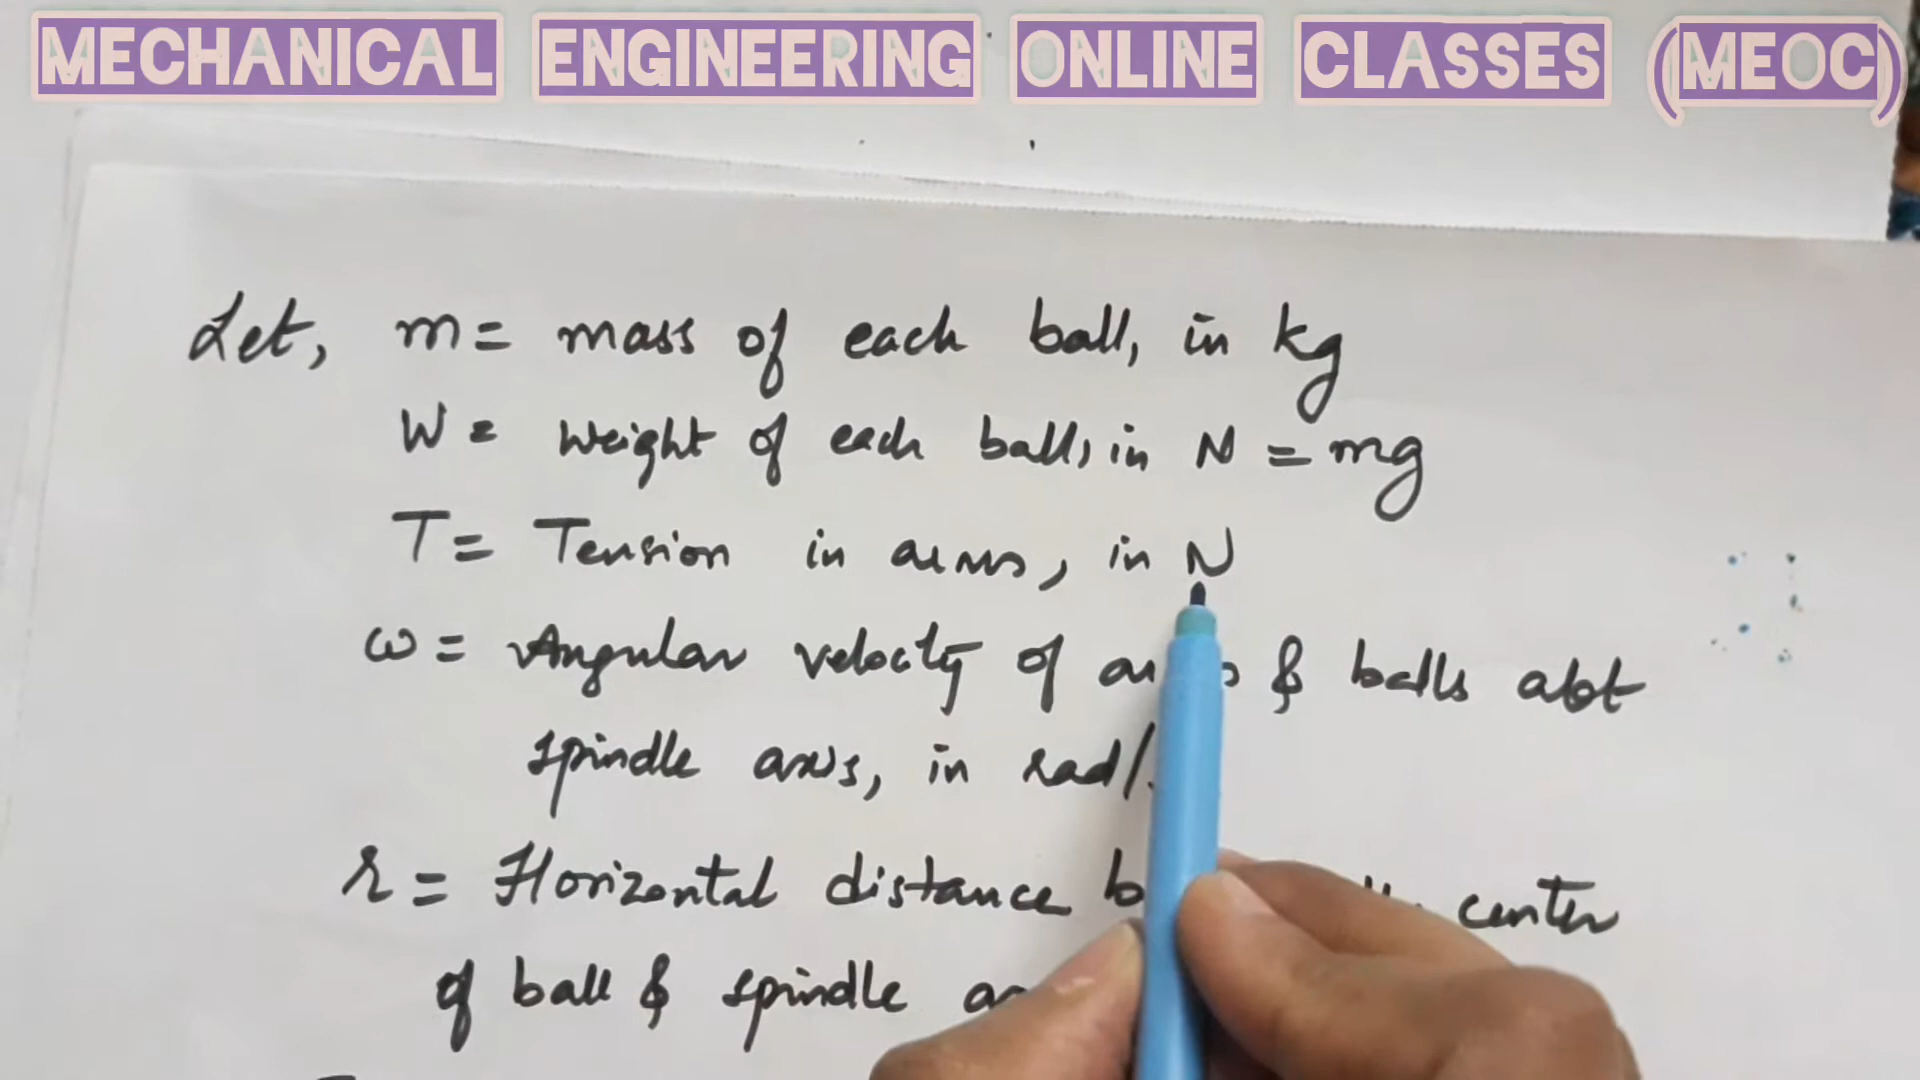 MECHANICAL ENGINEERING ONLINE CLASSES (MEOC)
Let, m = mass of each ball, in kg
W = Weight of each ball, in N = mg
T = Tension in arms, in N
ω = Angular velocity of & balls abt
spindle axis, in rad/
r = Horizontal distance center
of ball & spindle